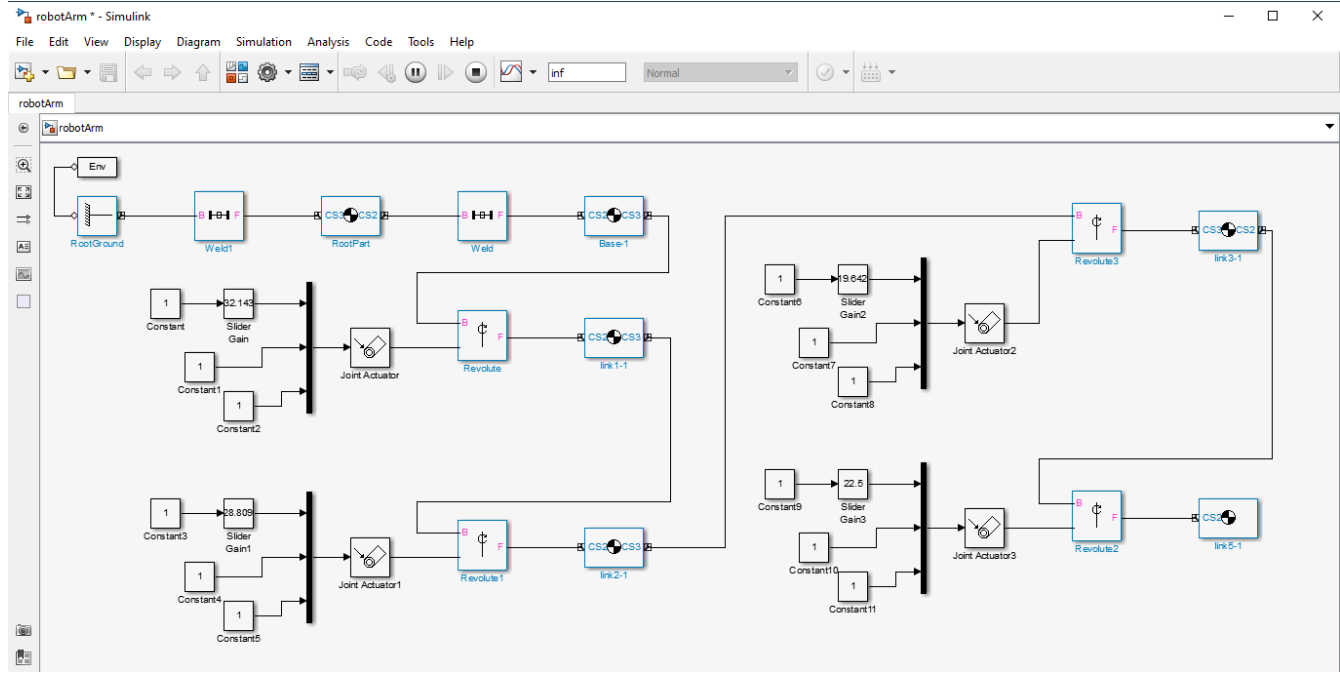 robotArm * - Simulink
File Edit View Display Diagram Simulation Analysis Code Tools Help
inf
Normal
robotArm
robotArm
Env
RootGround
B F
Weld1
CS3 CS2
RootPart
B F
Weld
CS2 CS3
Base-1
1
Constant
32.143
Slider
Gain
1
Constant1
1
Constant2
Joint Actuator
B
F
Revolute
CS2 CS3
link1-1
1
Constant3
28.809
Slider
Gain1
1
Constant4
1
Constant5
Joint Actuator1
B
F
Revolute1
CS2 CS3
link2-1
1
Constant6
19.642
Slider
Gain2
1
Constant7
1
Constant8
Joint Actuator2
B
F
Revolute3
CS3 CS2
link3-1
1
Constant9
22.5
Slider
Gain3
1
Constant10
1
Constant11
Joint Actuator3
B
F
Revolute2
CS2
link5-1